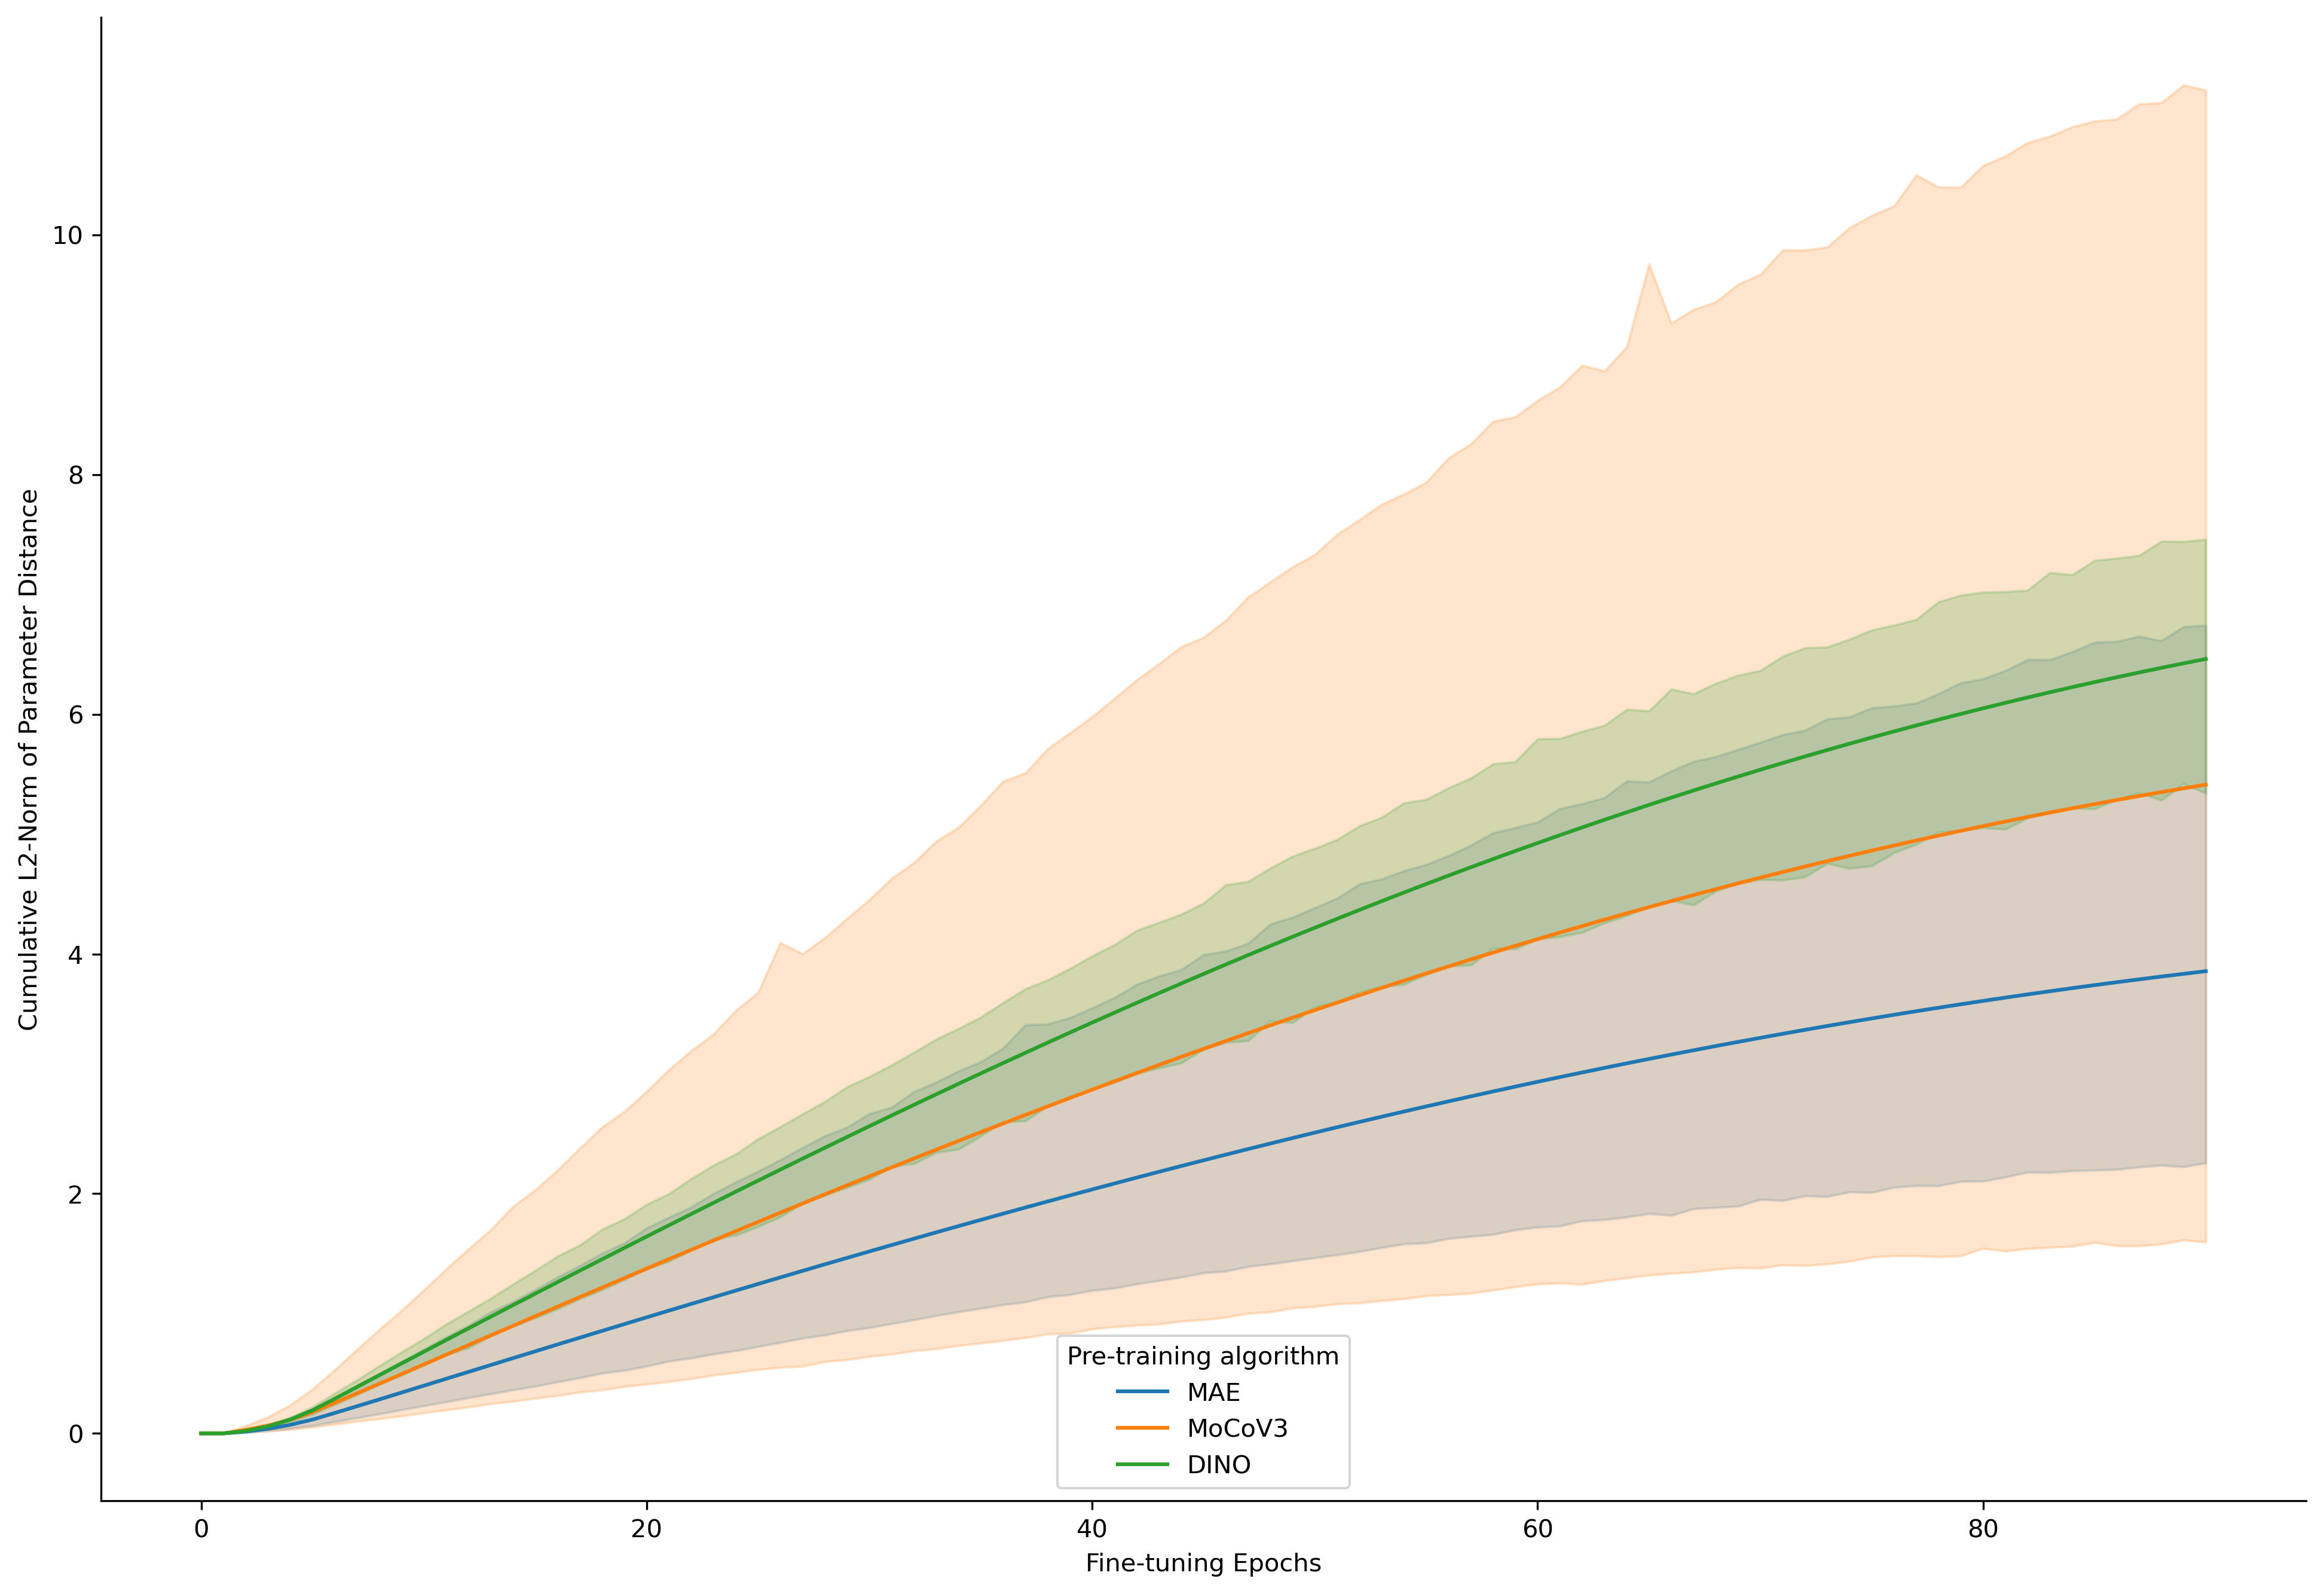 Cumulative L2-Norm of Parameter Distance
10
8
6
4
2
0
Pre-training algorithm
MAE
MoCoV3
DINO
0 20 40 60 80
Fine-tuning Epochs